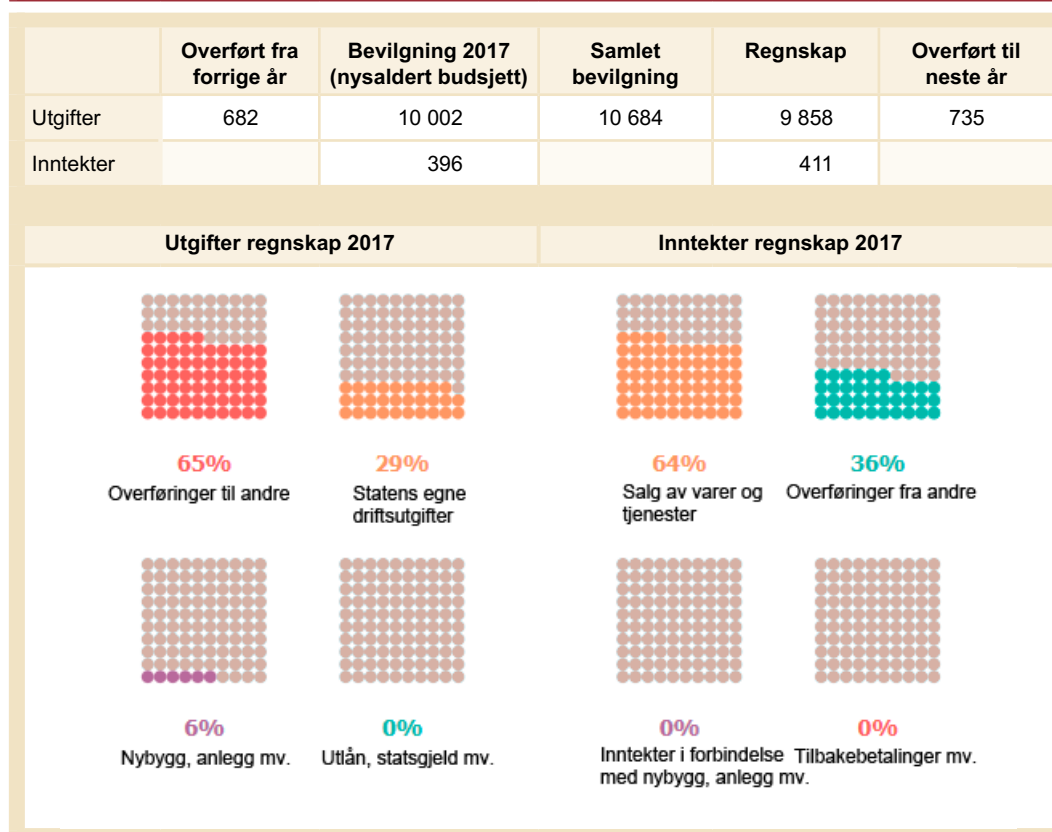 Overført fra forrige år
Bevilgning 2017 (nysaldert budsjett)
Samlet bevilgning
Regnskap
Overført til neste år
Utgifter 682 10 002 10 684 9 858 735
Inntekter 396 411
Utgifter regnskap 2017
Inntekter regnskap 2017
65%
Overføringer til andre
29%
Statens egne
driftsutgifter
64%
Salg av varer og
tjenester
36%
Overføringer fra andre
6%
Nybygg, anlegg mv.
0%
Utlån, statsgjeld mv.
0%
Inntekter i forbindelse
med nybygg, anlegg mv.
0%
Tilbakebetalinger mv.